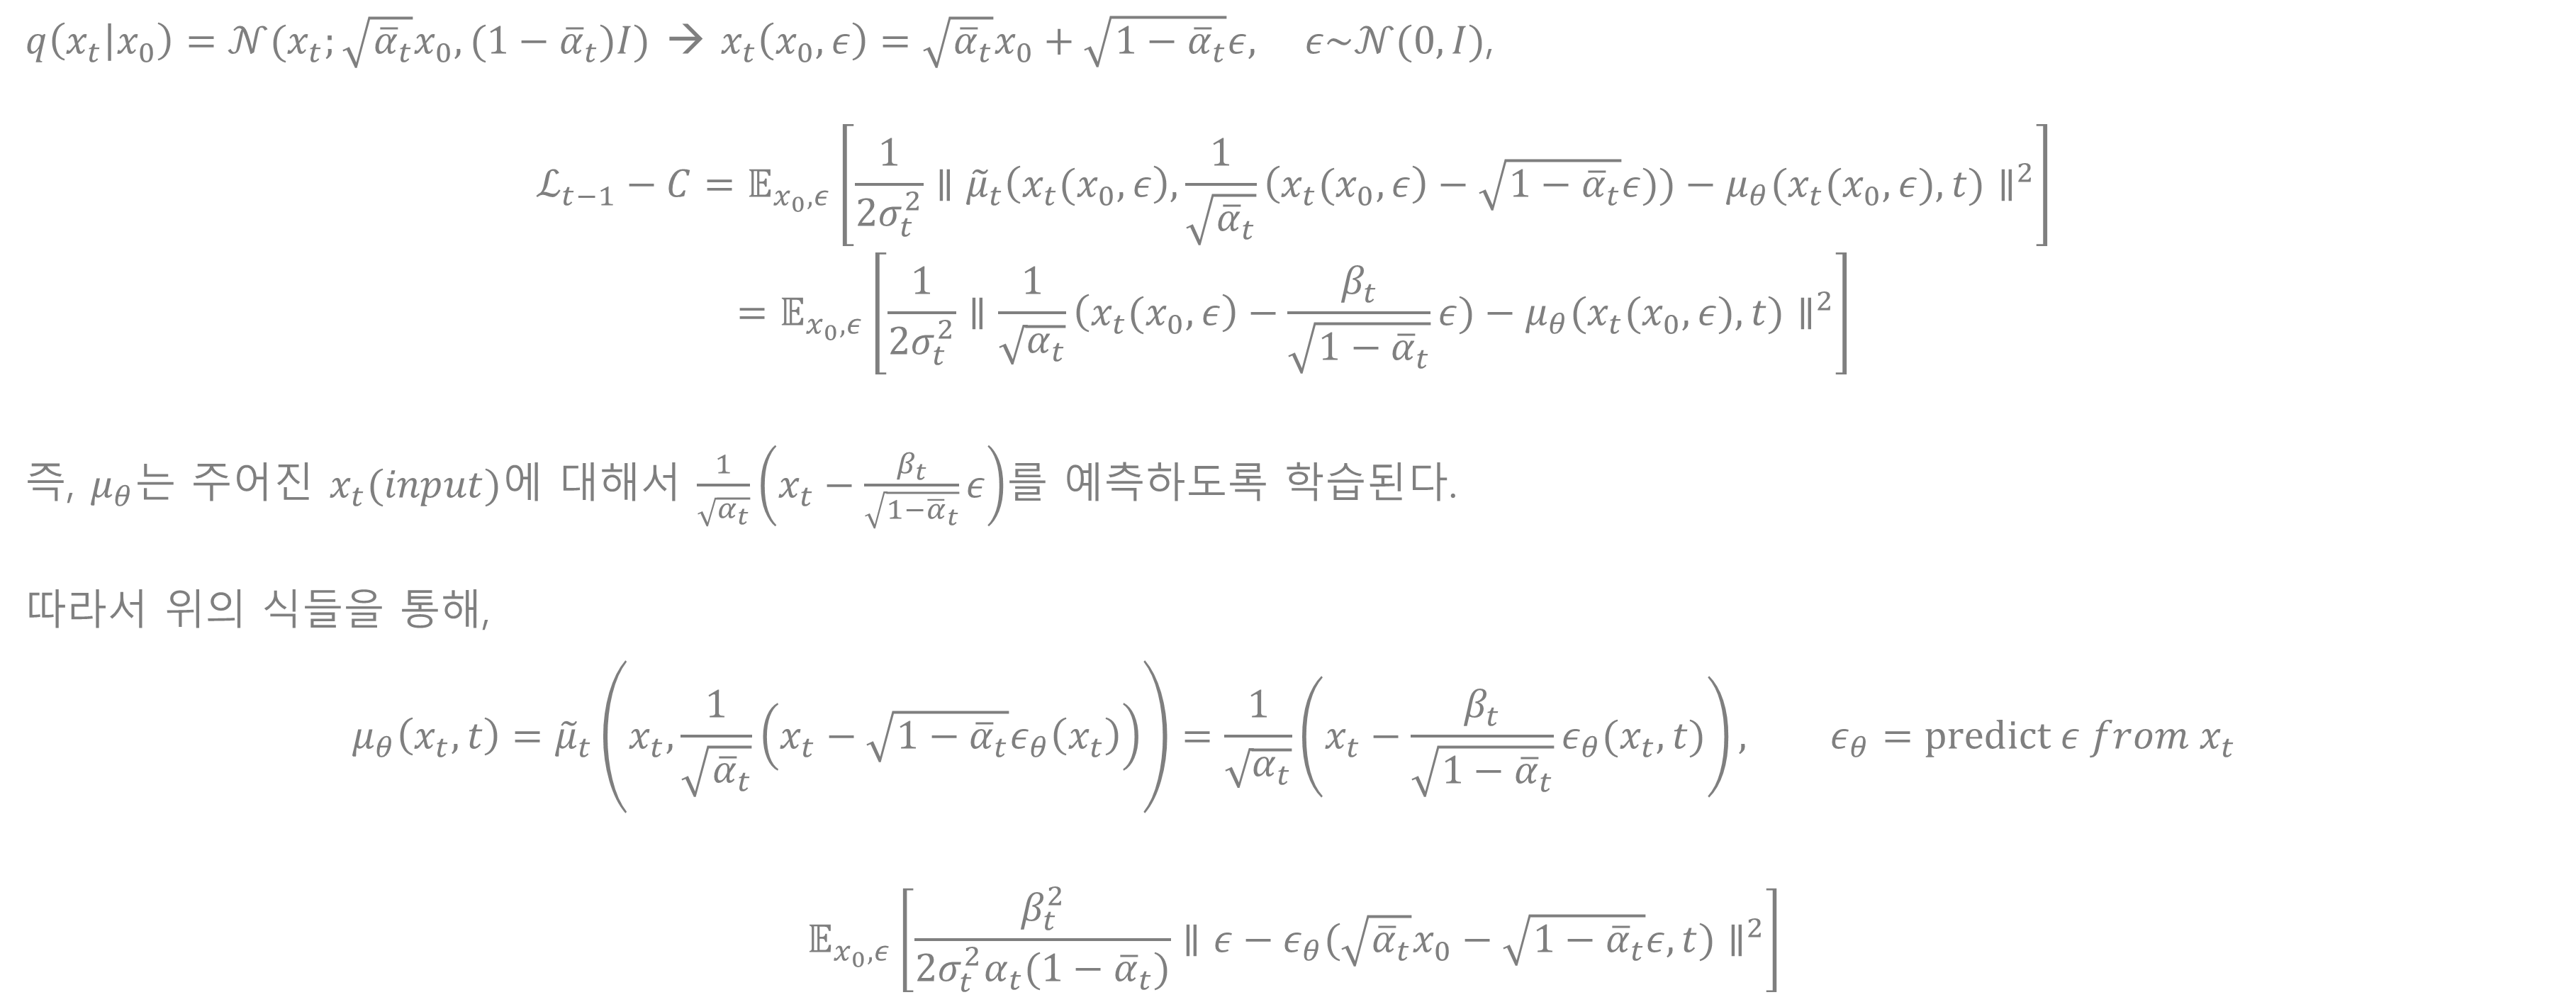 q(x_t|x_0) = 𝒩(x_t; √ᾱ_t x_0, (1 − ᾱ_t)I) → x_t(x_0, ϵ) = √ᾱ_t x_0 + √(1 − ᾱ_t) ϵ,    ϵ~𝒩(0, I),
ℒ_{t−1} − C = 𝔼_{x_0,ϵ} [ 1/(2σ_t^2) ∥ μ̃_t(x_t(x_0, ϵ), 1/√ᾱ_t (x_t(x_0, ϵ) − √(1 − ᾱ_t) ϵ)) − μ_θ(x_t(x_0, ϵ), t) ∥^2 ]
= 𝔼_{x_0,ϵ} [ 1/(2σ_t^2) ∥ 1/√α_t (x_t(x_0, ϵ) − β_t/√(1 − ᾱ_t) ϵ) − μ_θ(x_t(x_0, ϵ), t) ∥^2 ]
즉, μ_θ는 주어진 x_t(input)에 대해서 1/√α_t (x_t − β_t/√(1−ᾱ_t) ϵ)를 예측하도록 학습된다.
따라서 위의 식들을 통해,
μ_θ(x_t, t) = μ̃_t (x_t, 1/√ᾱ_t (x_t − √(1 − ᾱ_t) ϵ_θ(x_t))) = 1/√α_t (x_t − β_t/√(1 − ᾱ_t) ϵ_θ(x_t, t)),    ϵ_θ = predict ϵ from x_t
𝔼_{x_0,ϵ} [ β_t^2/(2σ_t^2 α_t(1 − ᾱ_t)) ∥ ϵ − ϵ_θ(√ᾱ_t x_0 − √(1 − ᾱ_t) ϵ, t) ∥^2 ]